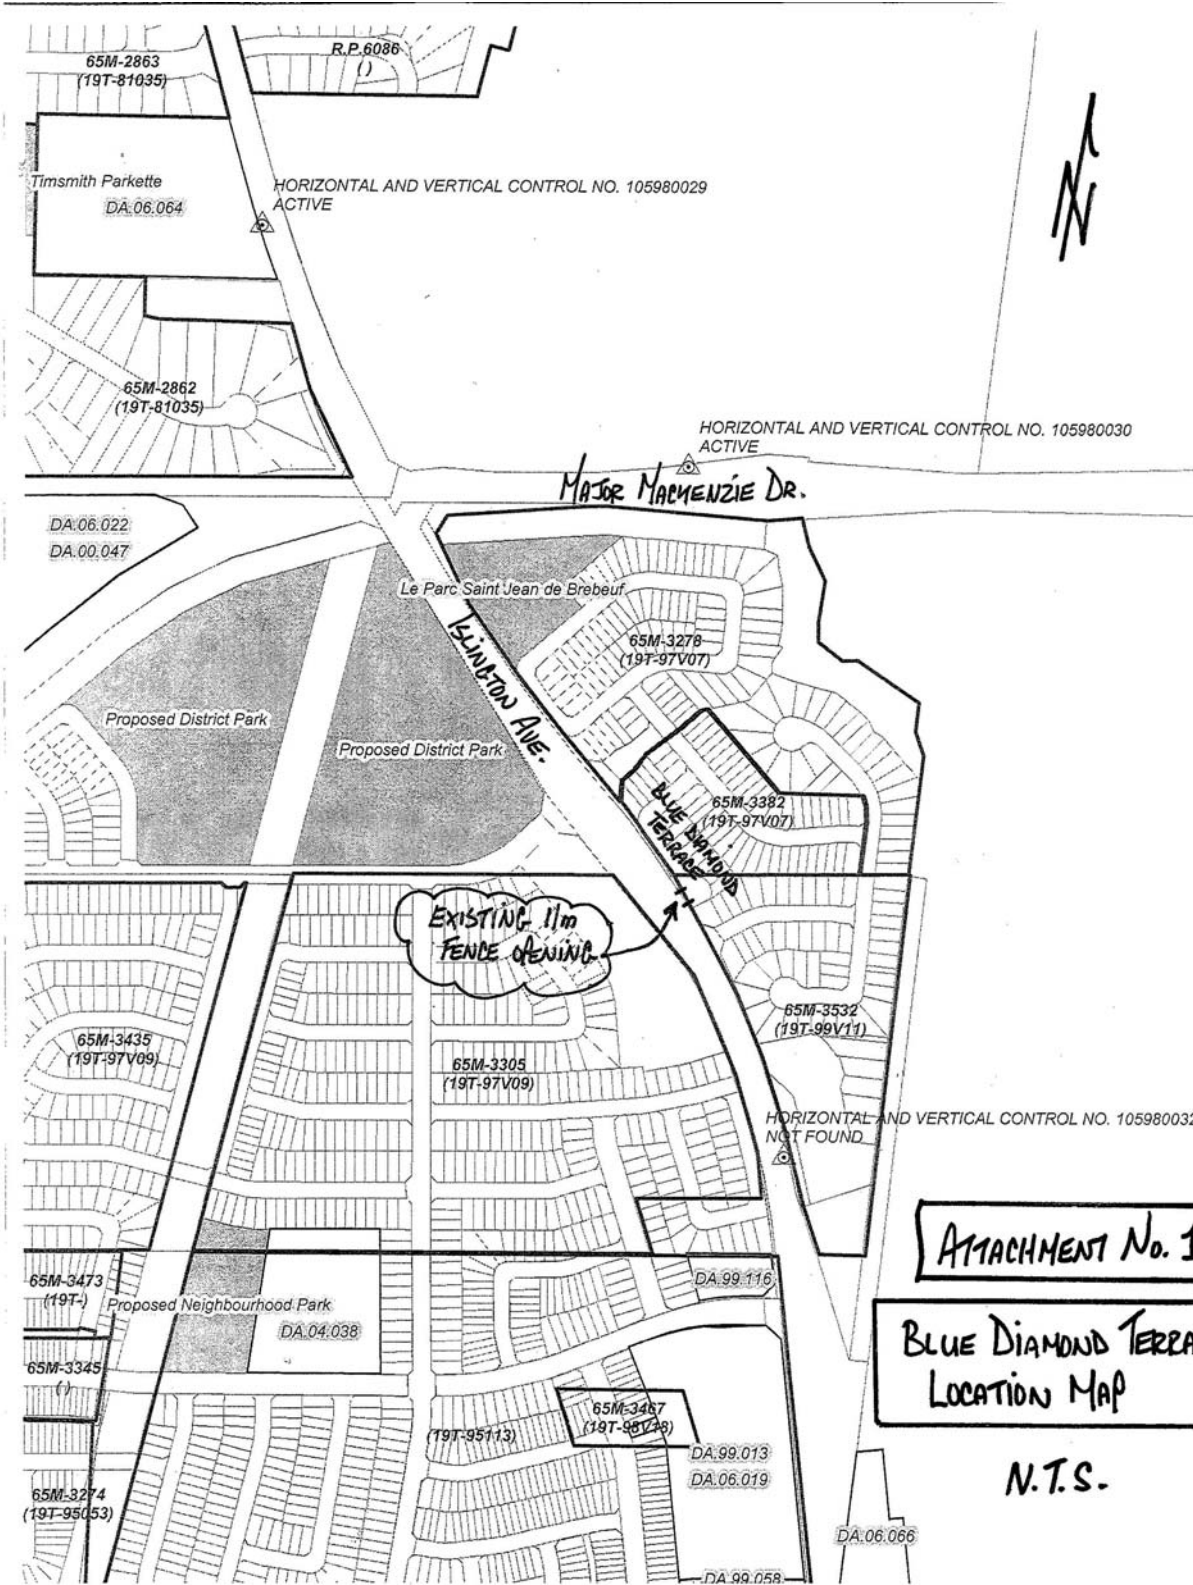 65M-2863
(19T-81035)
R.P.6086
( )
Timsmith Parkette
DA.06.064
HORIZONTAL AND VERTICAL CONTROL NO. 105980029
ACTIVE
65M-2862
(19T-81035)
HORIZONTAL AND VERTICAL CONTROL NO. 105980030
ACTIVE
MAJOR MACKENZIE DR.
DA.06.022
DA.00.047
Le Parc Saint Jean de Brebeuf
ISLINGTON AVE.
65M-3278
(19T-97V07)
Proposed District Park
Proposed District Park
BLUE DIAMOND
TERRACE
65M-3382
(19T-97V07)
EXISTING 11m
FENCE OPENING
65M-3532
(19T-99V11)
65M-3435
(19T-97V09)
65M-3305
(19T-97V09)
HORIZONTAL AND VERTICAL CONTROL NO. 105980032
NOT FOUND
ATTACHMENT No. 1
65M-3473
(19T-)
Proposed Neighbourhood Park
DA.04.038
DA.99.116
BLUE DIAMOND TERRA
LOCATION MAP
65M-3345
( )
65M-3467
(19T-98V18)
(19T-95113)
DA.99.013
DA.06.019
N.T.S.
65M-3274
(19T-95053)
DA.06.066
DA.99.058